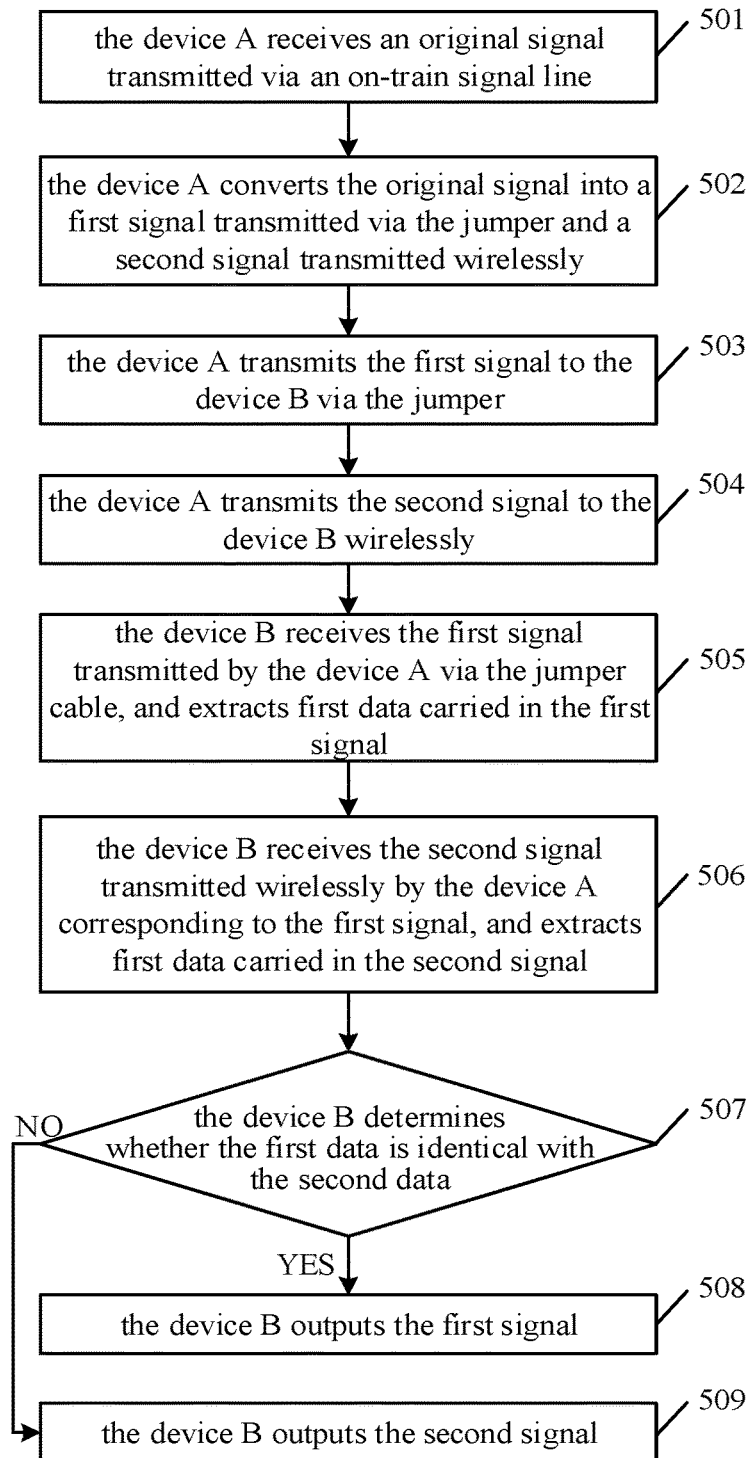 the device A receives an original signal
transmitted via an on-train signal line
501
the device A converts the original signal into a
first signal transmitted via the jumper and a
second signal transmitted wirelessly
502
the device A transmits the first signal to the
device B via the jumper
503
the device A transmits the second signal to the
device B wirelessly
504
the device B receives the first signal
transmitted by the device A via the jumper
cable, and extracts first data carried in the first
signal
505
the device B receives the second signal
transmitted wirelessly by the device A
corresponding to the first signal, and extracts
first data carried in the second signal
506
the device B determines
whether the first data is identical with
the second data
507
NO
YES
the device B outputs the first signal
508
the device B outputs the second signal
509